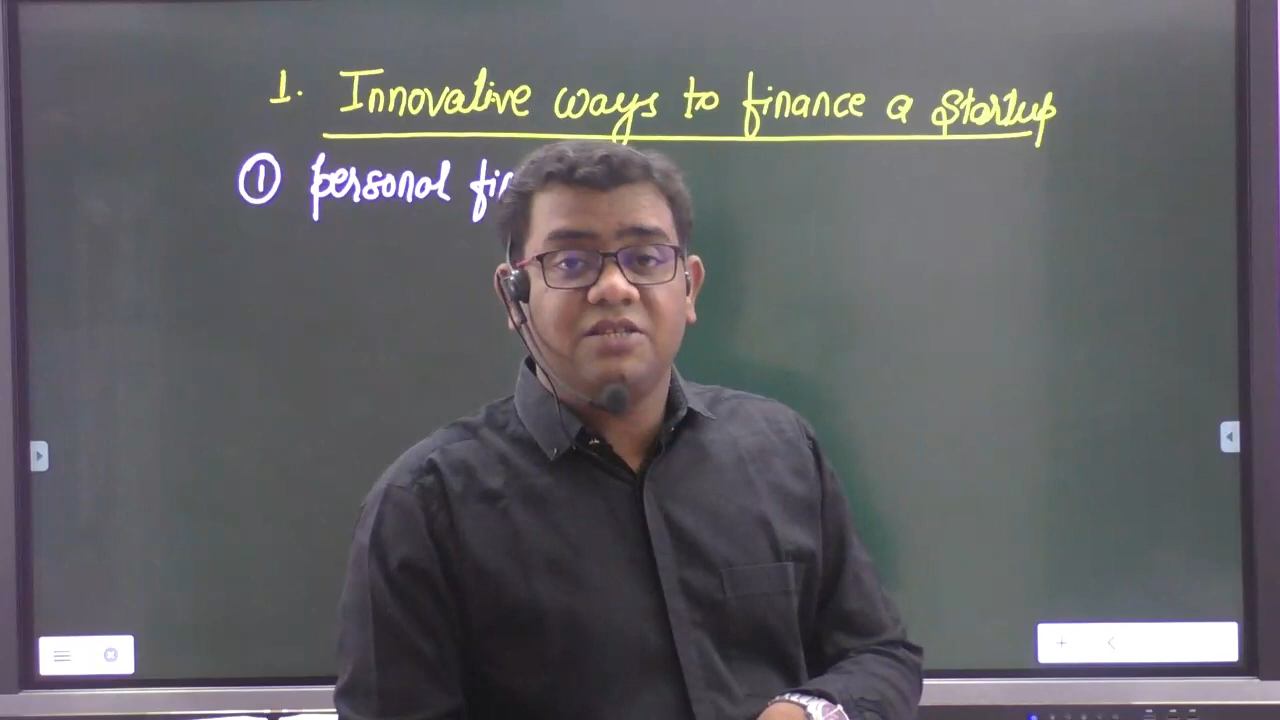 1. Innovative ways to finance a startup
① personal